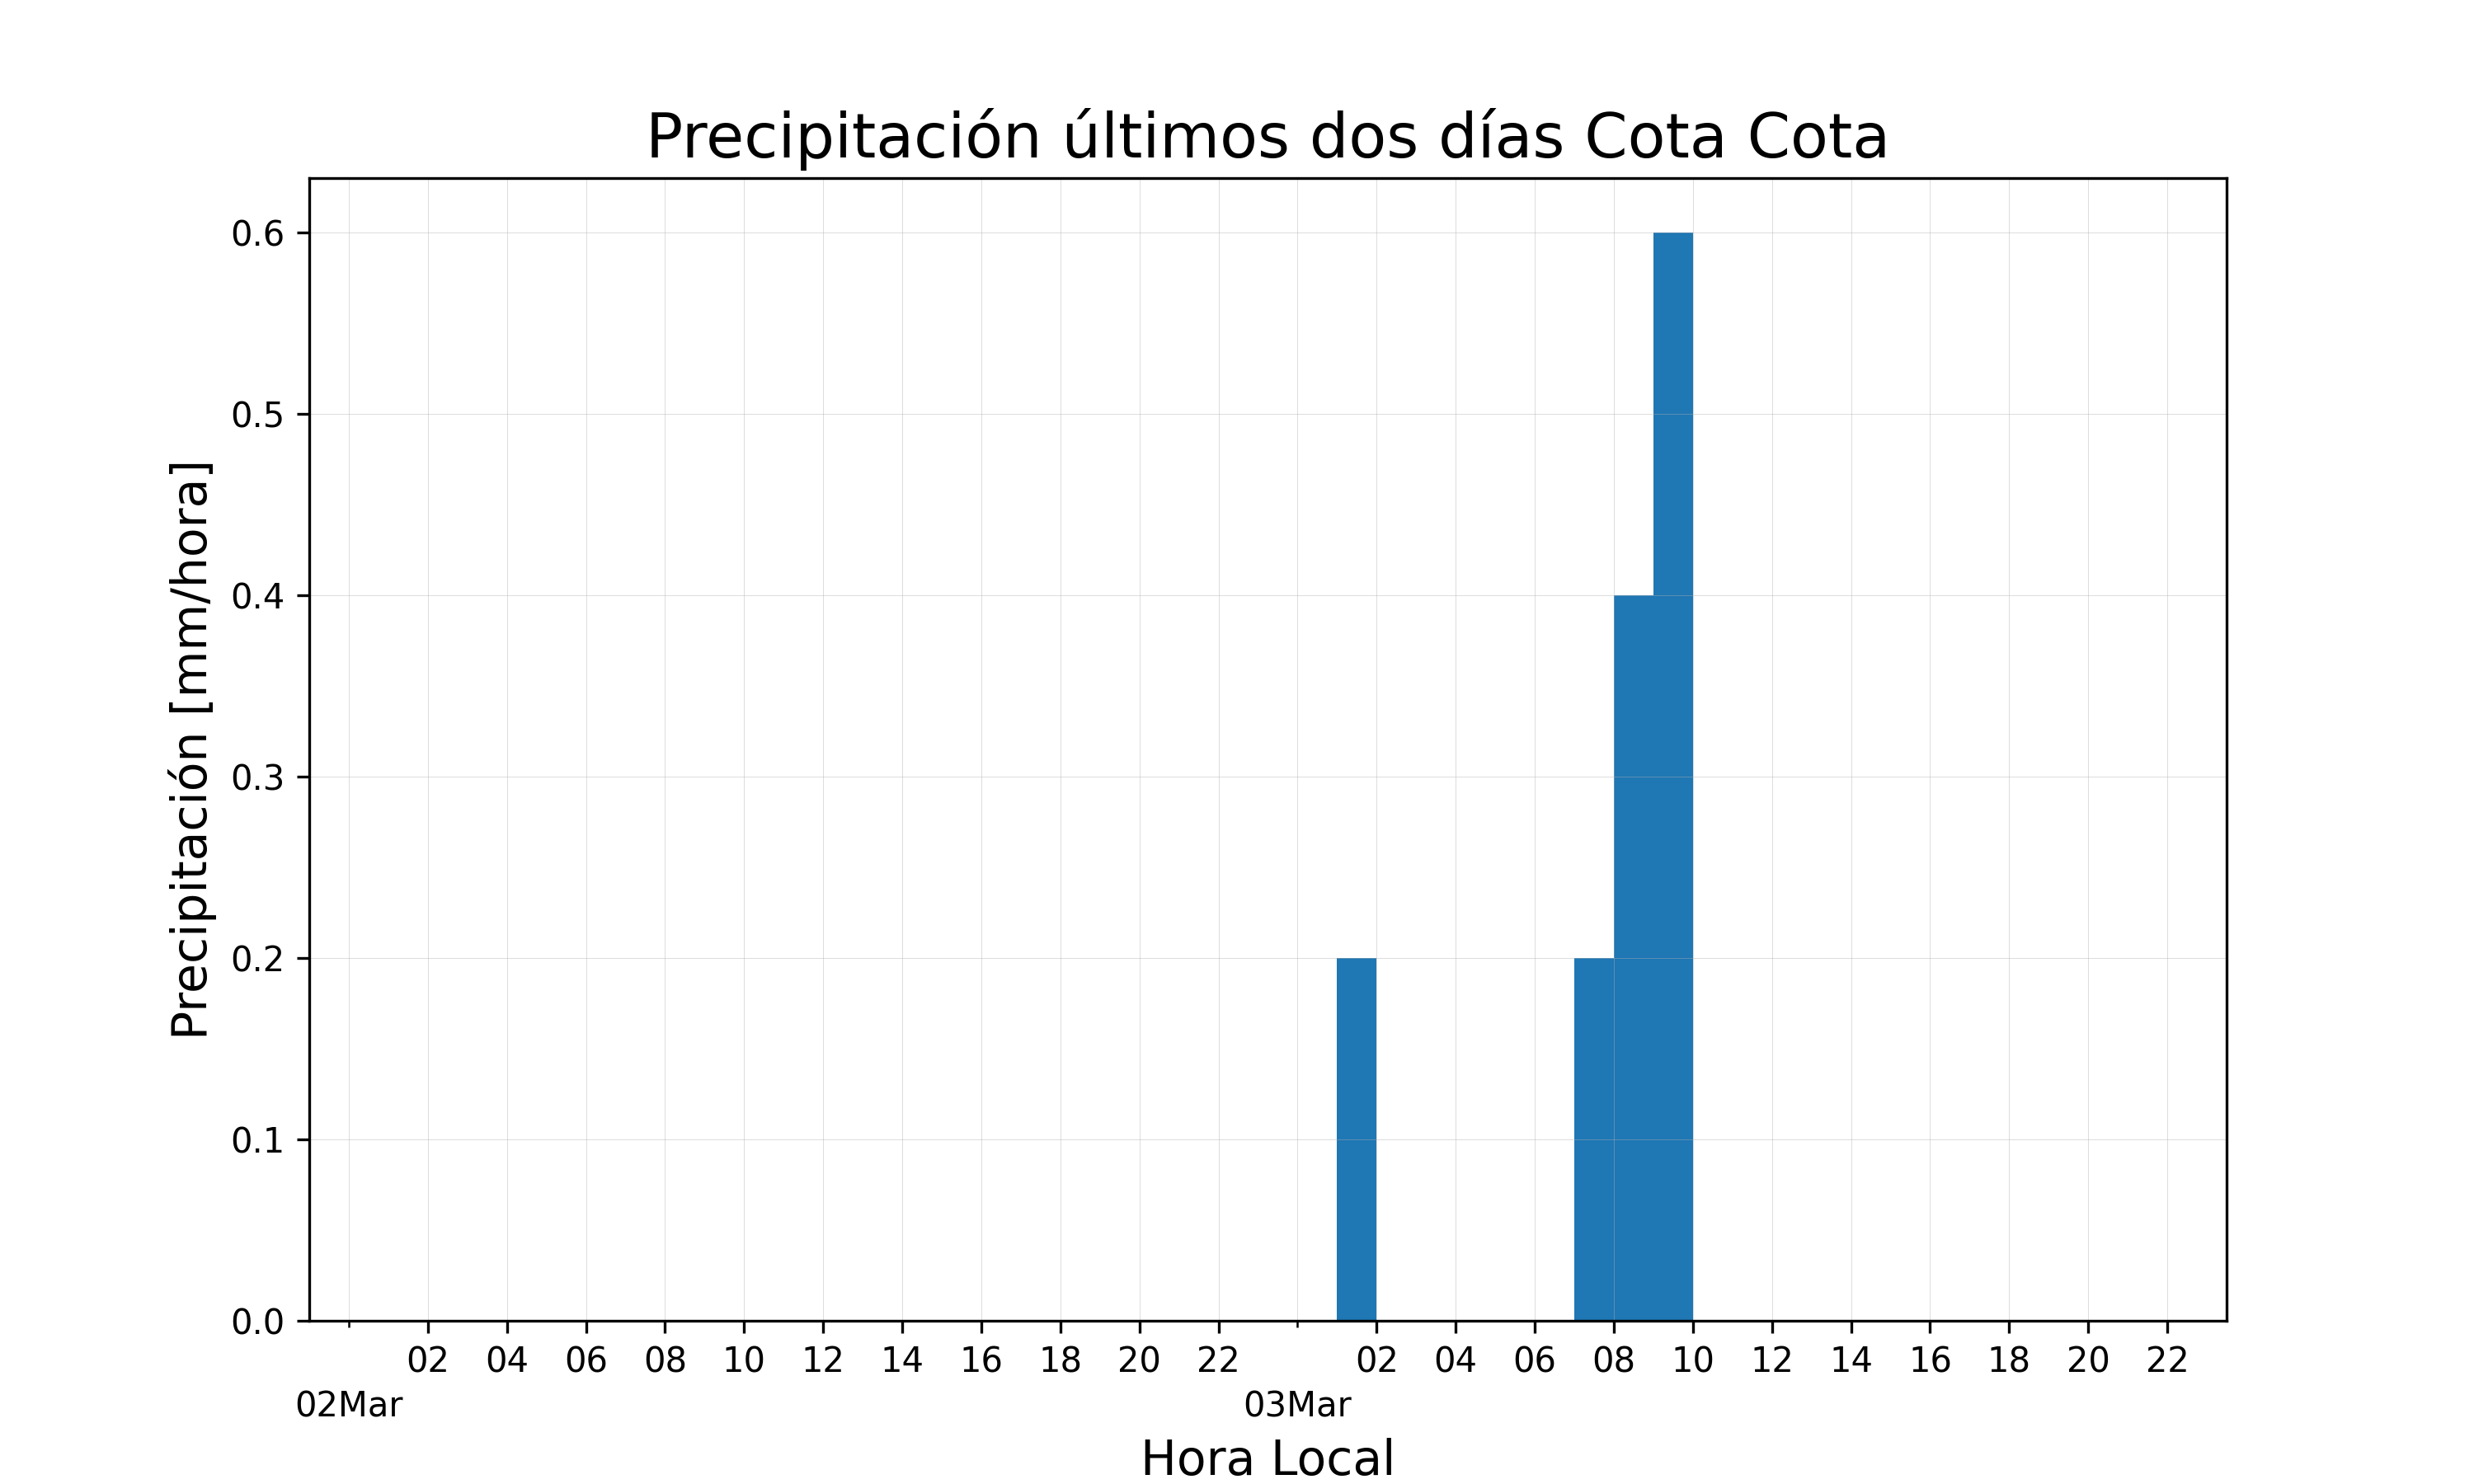 Precipitación últimos dos días Cota Cota
Precipitación [mm/hora]
0.6
0.5
0.4
0.3
0.2
0.1
0.0
02 04 06 08 10 12 14 16 18 20 22 02 04 06 08 10 12 14 16 18 20 22
02Mar 03Mar
Hora Local